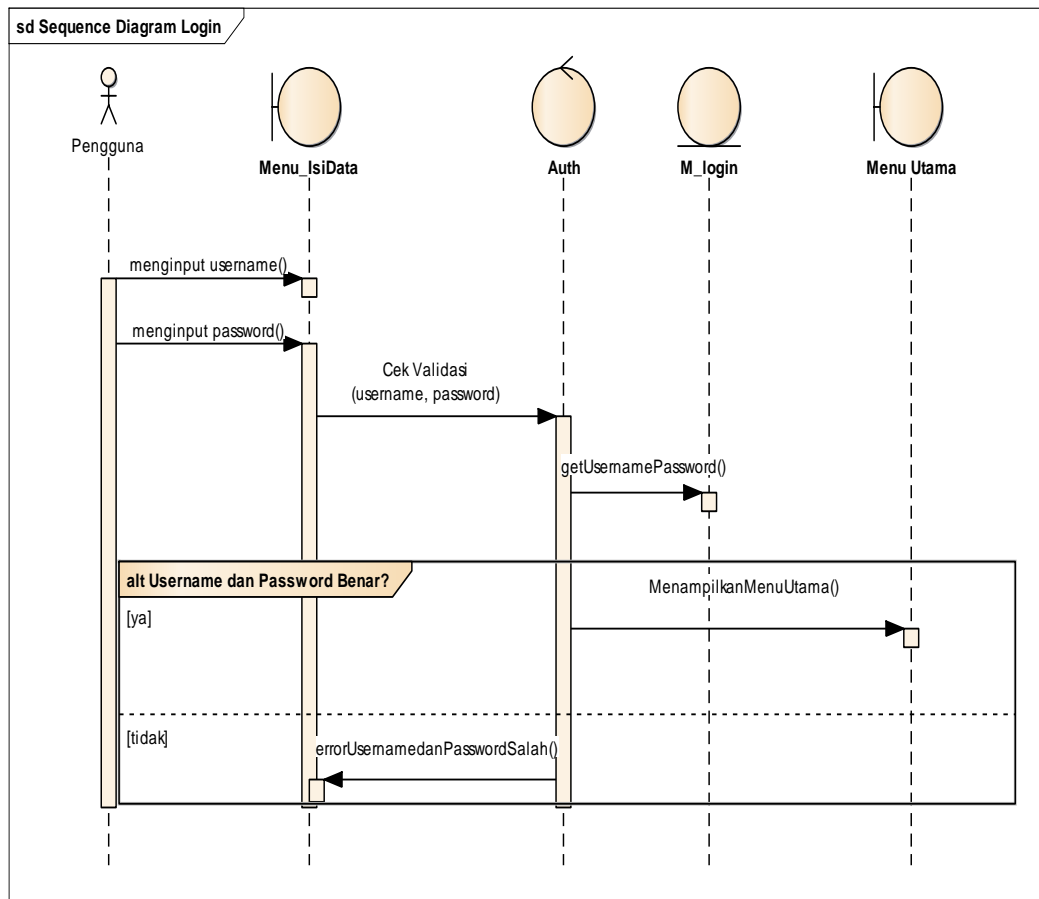 sd Sequence Diagram Login
Pengguna
Menu_IsiData
Auth
M_login
Menu Utama
menginput username()
menginput password()
Cek Validasi
(username, password)
getUsernamePassword()
alt Username dan Password Benar?
MenampilkanMenuUtama()
[ya]
[tidak]
errorUsernamedanPasswordSalah()